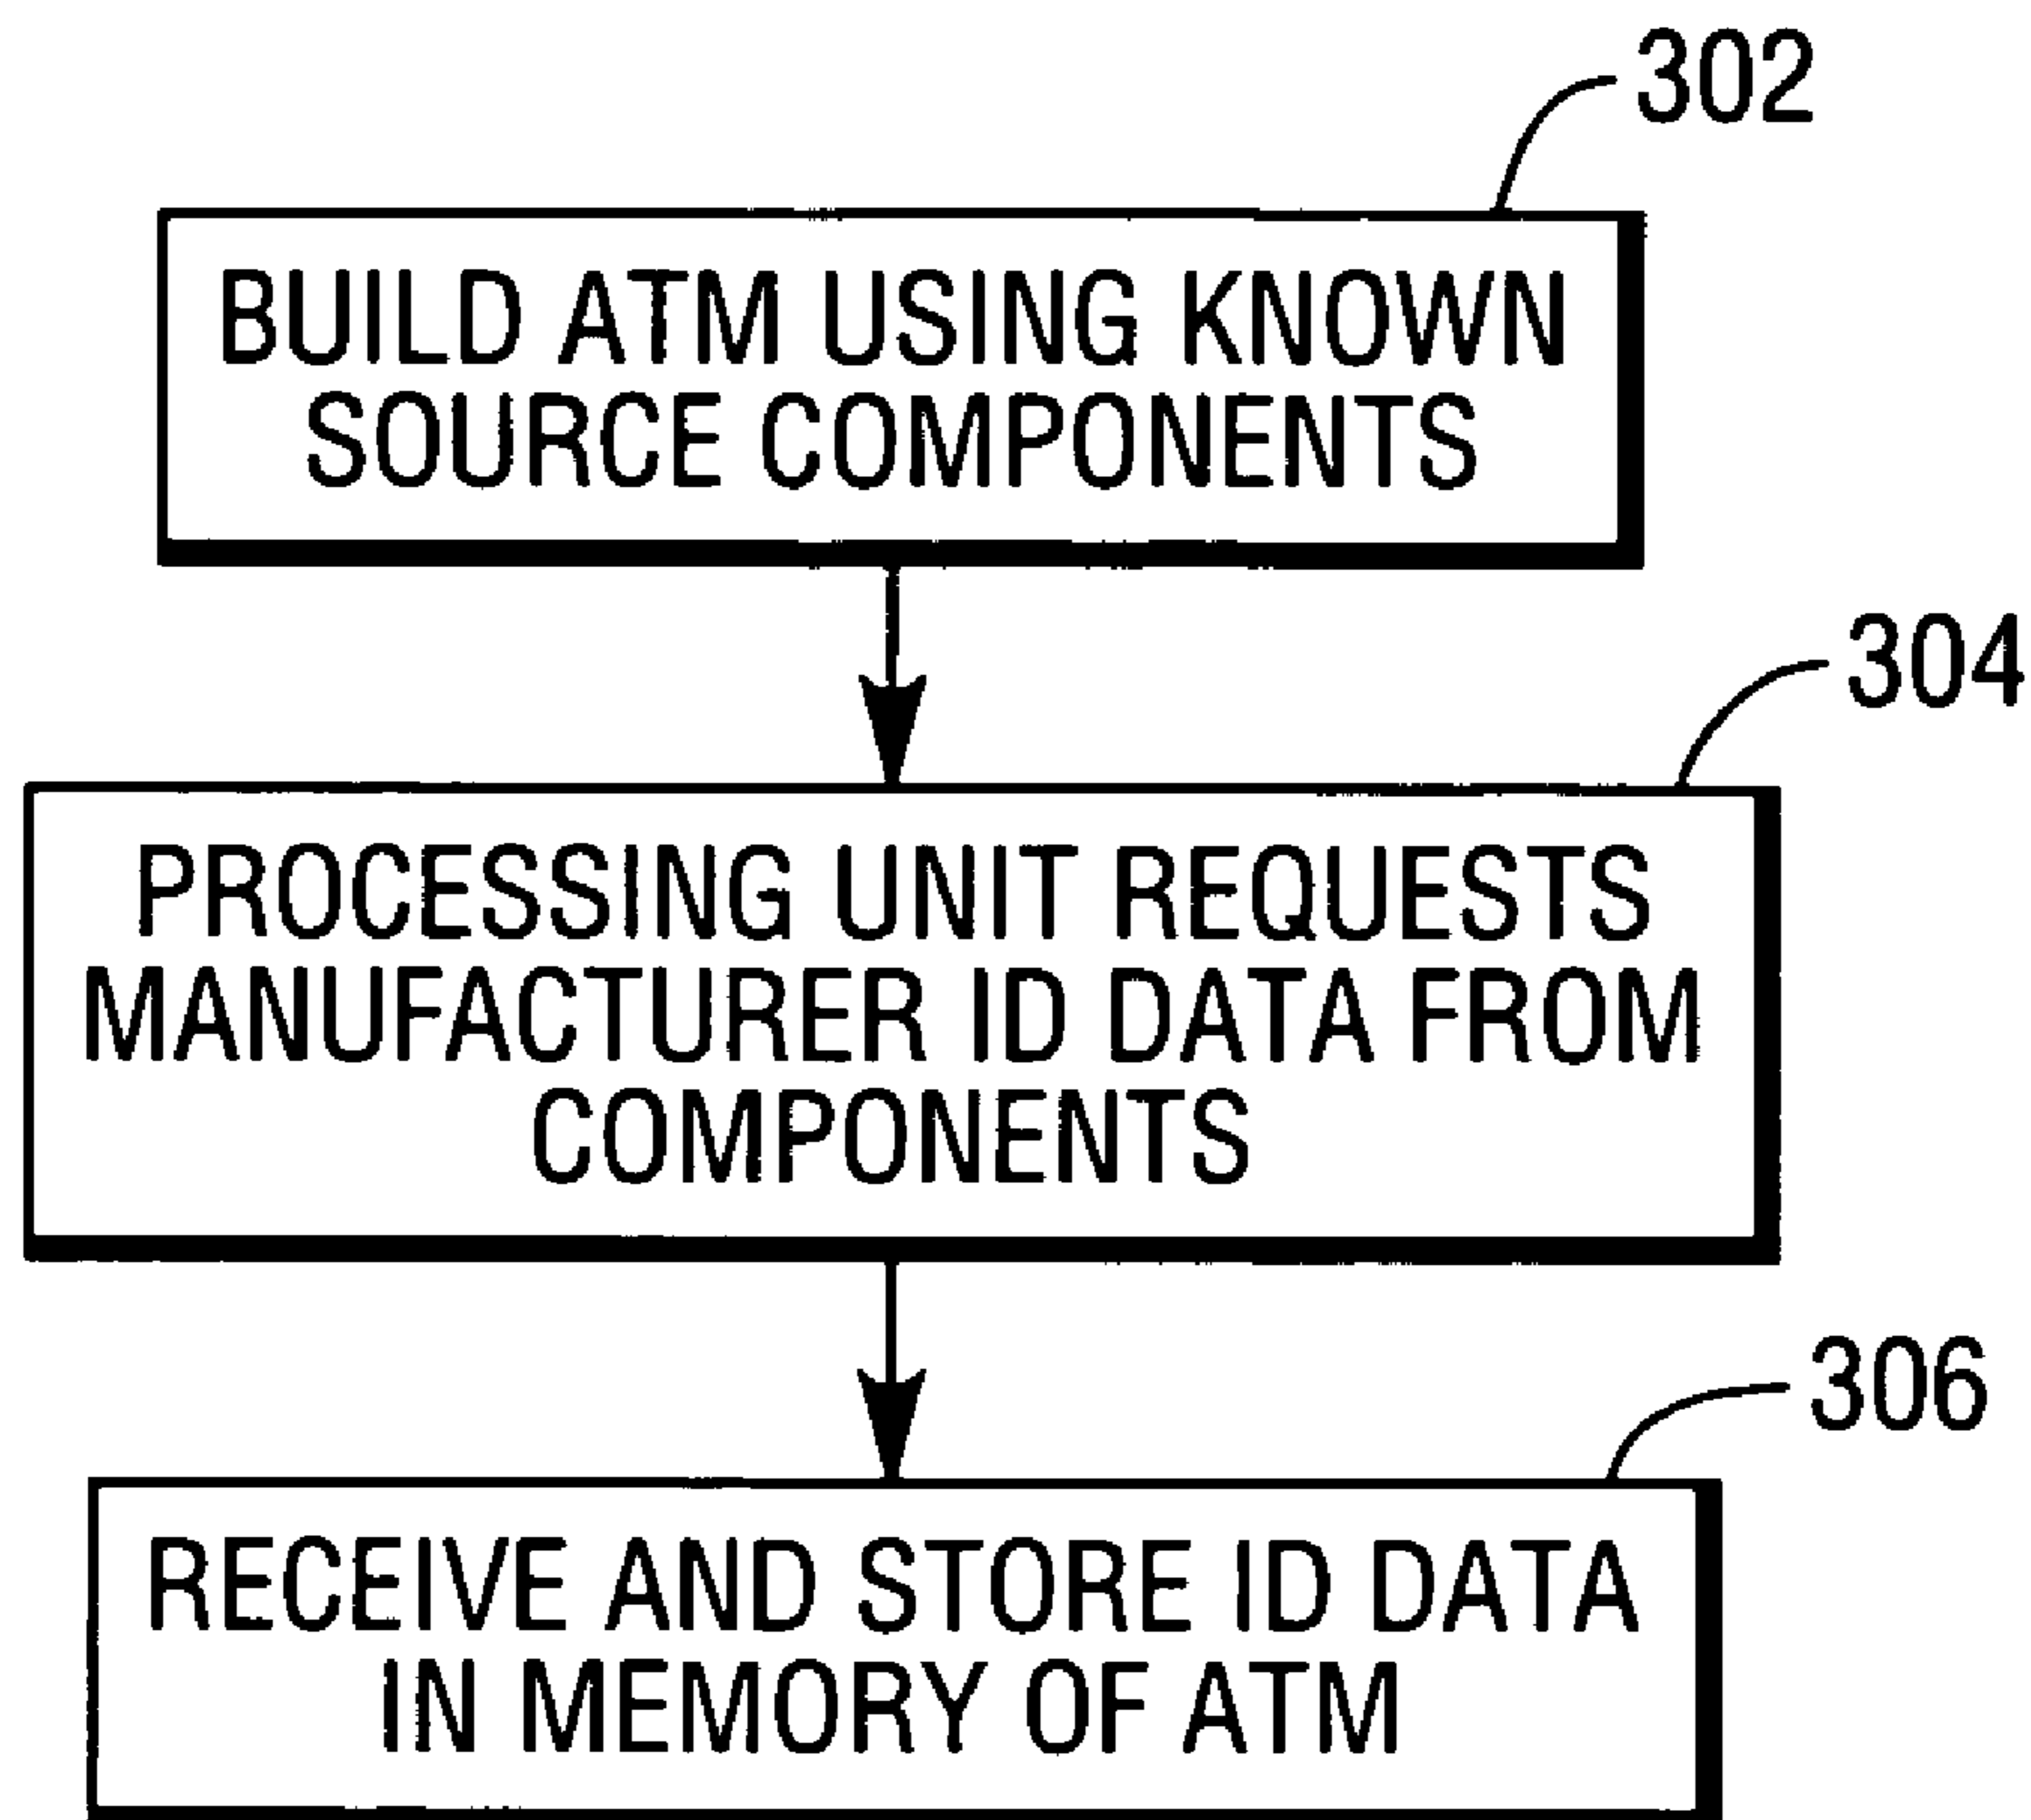 302
BUILD ATM USING KNOWN
SOURCE COMPONENTS
304
PROCESSING UNIT REQUESTS
MANUFACTURER ID DATA FROM
COMPONENTS
306
RECEIVE AND STORE ID DATA
IN MEMORY OF ATM